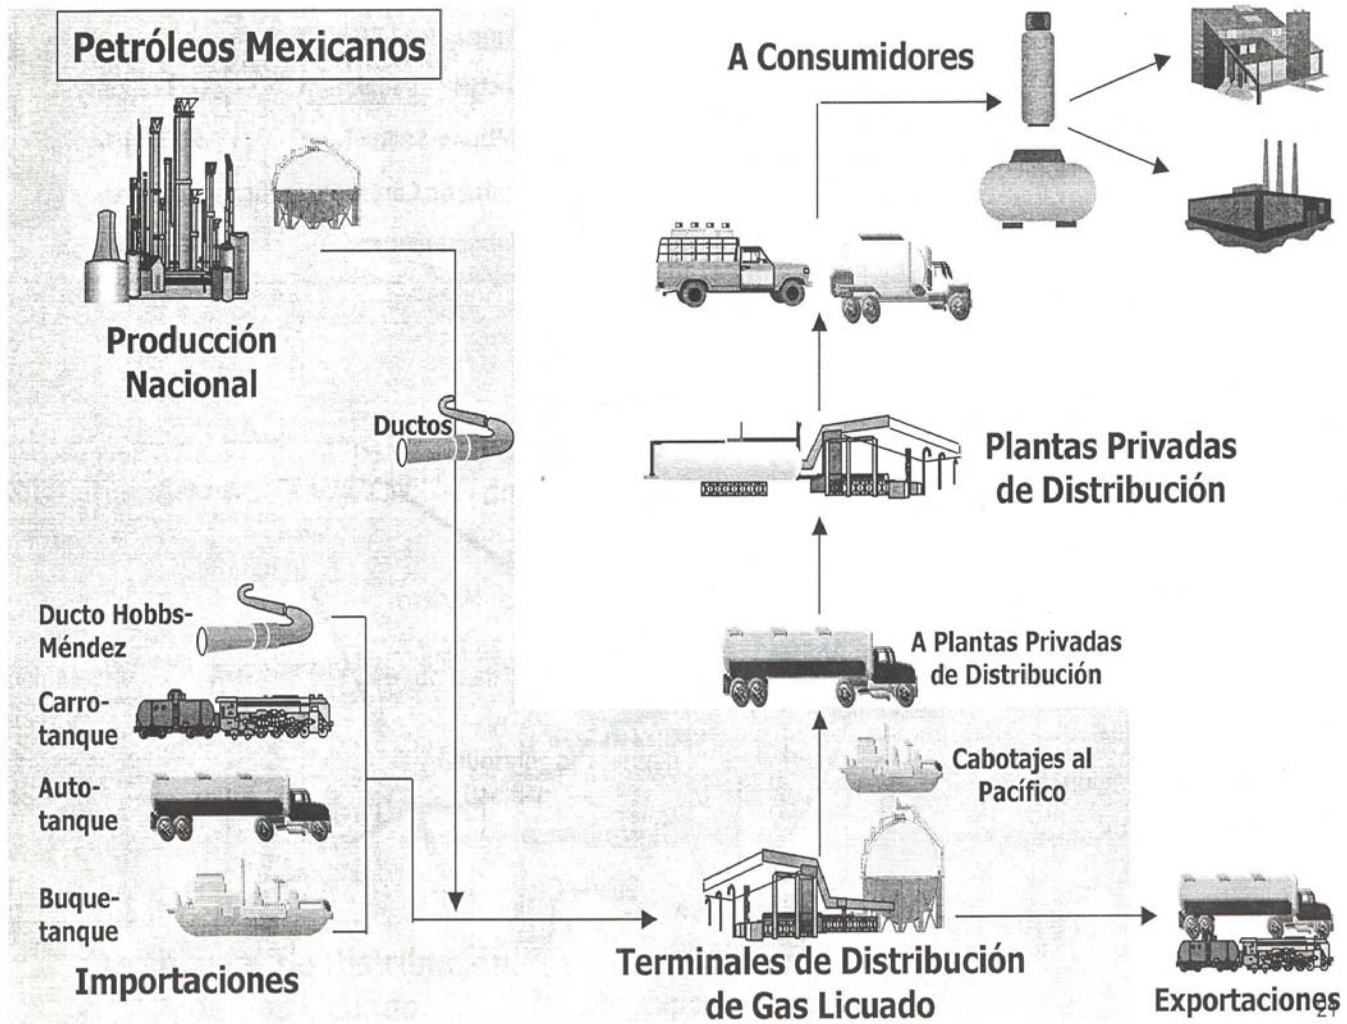 Petróleos Mexicanos
Producción
Nacional
Ductos
Ducto Hobbs-
Méndez
Carro-
tanque
Auto-
tanque
Buque-
tanque
Importaciones
A Consumidores
Plantas Privadas
de Distribución
A Plantas Privadas
de Distribución
Cabotajes al
Pacífico
Terminales de Distribución
de Gas Licuado
Exportaciones